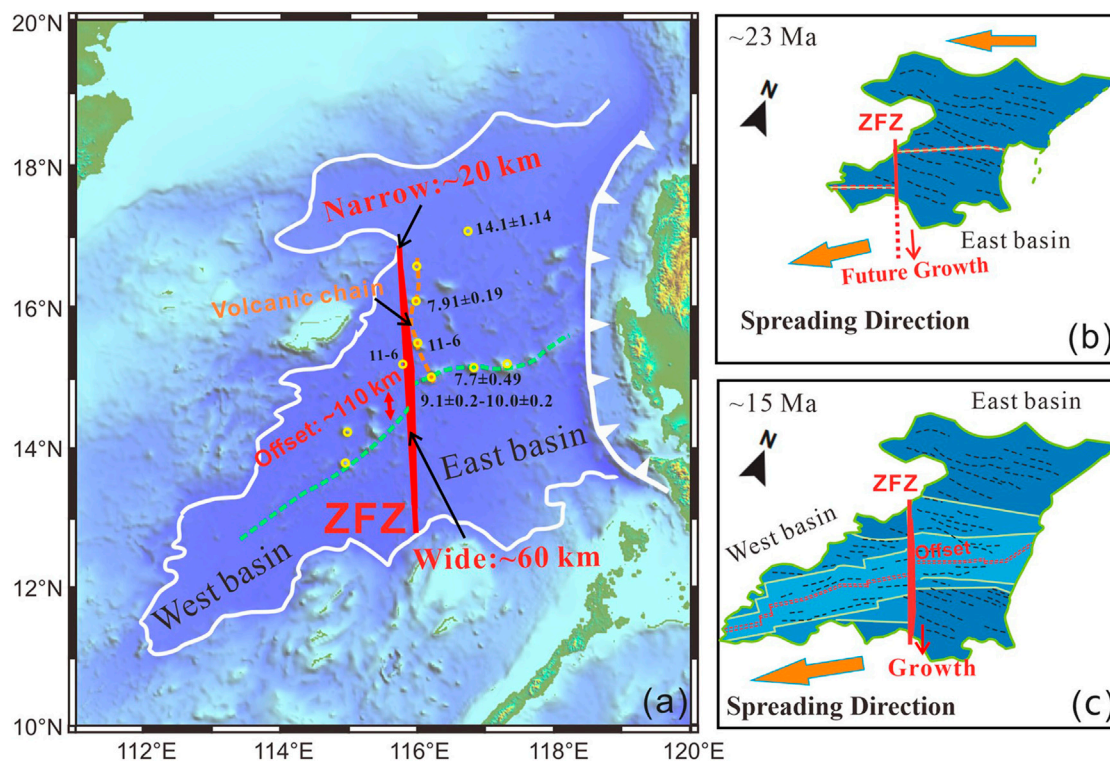 20°N
18°N
16°N
14°N
12°N
10°N
112°E
114°E
116°E
118°E
120°E
Narrow:~20 km
14.1±1.14
Volcanic chain
7.91±0.19
11-6
11-6
7.7±0.49
9.1±0.2-10.0±0.2
Offset: ~110 km
East basin
ZFZ
Wide:~60 km
West basin
(a)
~23 Ma
N
ZFZ
East basin
Future Growth
Spreading Direction
(b)
~15 Ma
East basin
N
ZFZ
West basin
Offset
Growth
Spreading Direction
(c)